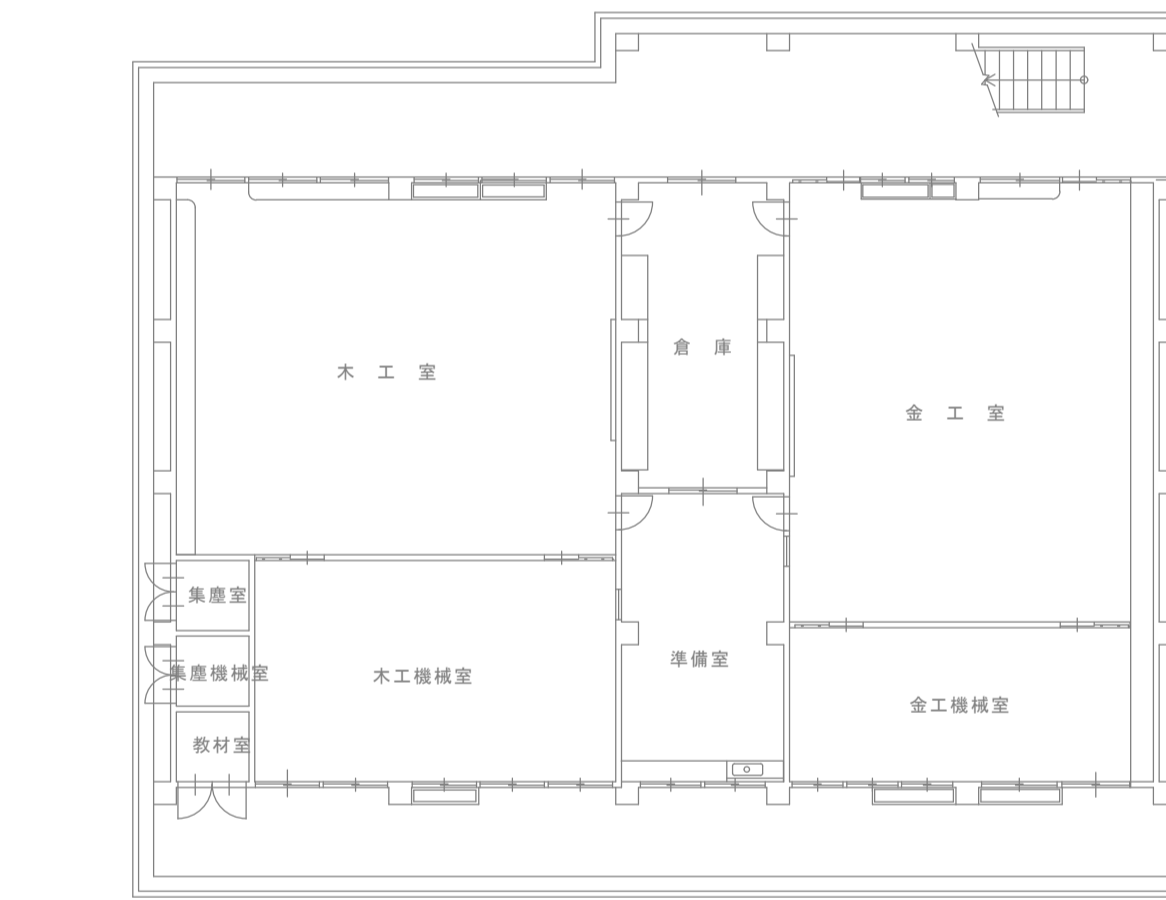 倉　庫
木　工　室
金　工　室
集塵室
準備室
集塵機械室
木工機械室
金工機械室
教材室